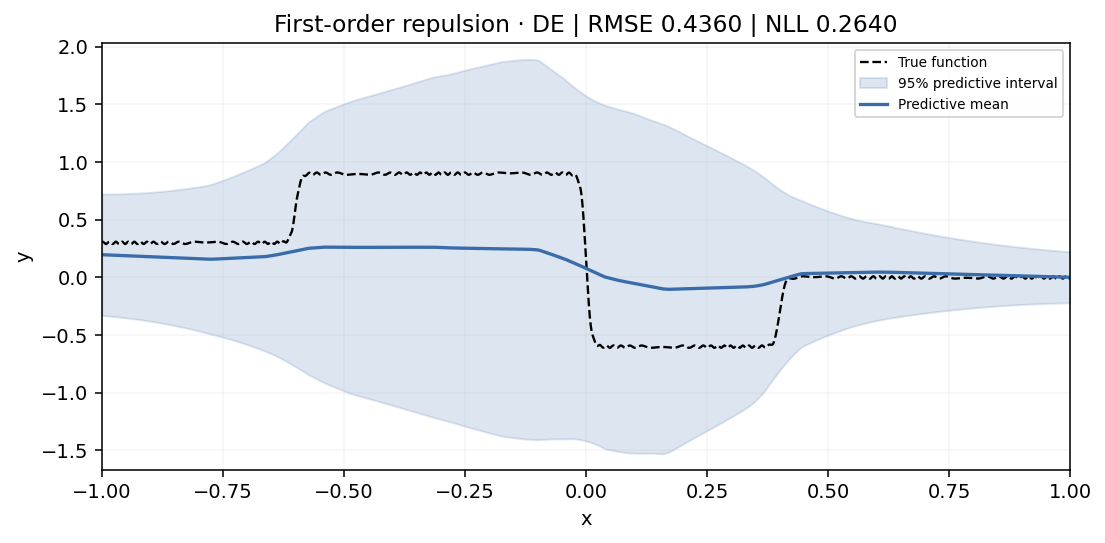 First-order repulsion · DE | RMSE 0.4360 | NLL 0.2640
True function
95% predictive interval
Predictive mean
2.0
1.5
1.0
0.5
0.0
−0.5
−1.0
−1.5
y
−1.00 −0.75 −0.50 −0.25 0.00 0.25 0.50 0.75 1.00
x